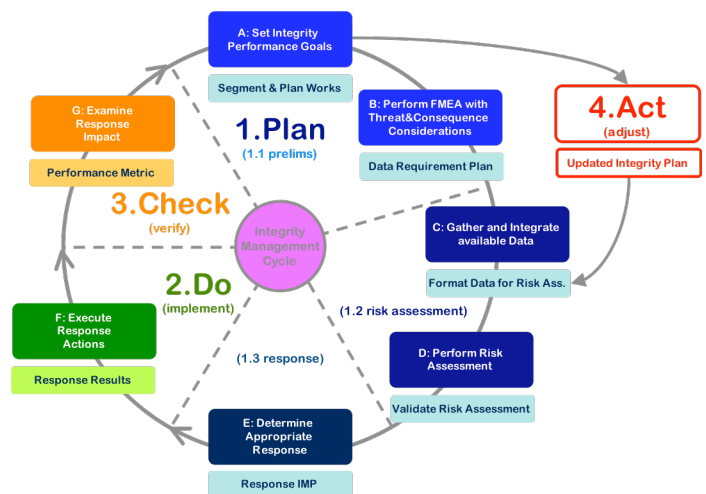 A: Set Integrity
Performance Goals
Segment & Plan Works
B: Perform FMEA with
Threat&Consequence
Considerations
Data Requirement Plan
4.Act
(adjust)
Updated Integrity Plan
G: Examine
Response
Impact
Performance Metric
1.Plan
(1.1 prelims)
3.Check
(verify)
Integrity
Management
Cycle
C: Gather and Integrate
available Data
Format Data for Risk Ass.
2.Do
(implement)
(1.2 risk assessment)
F: Execute
Response
Actions
Response Results
(1.3 response)
D: Perform Risk
Assessment
Validate Risk Assessment
E: Determine
Appropriate
Response
Response IMP